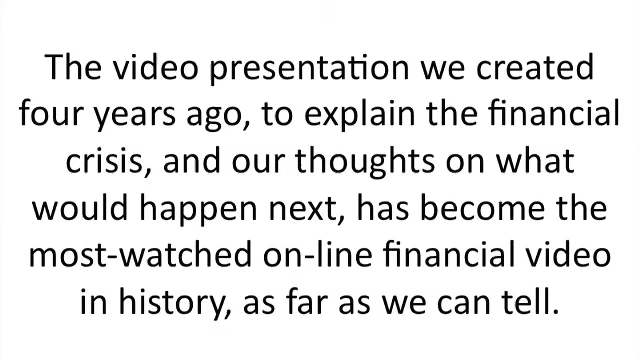 The video presentation we created
four years ago, to explain the financial
crisis, and our thoughts on what
would happen next, has become the
most-watched on-line financial video
in history, as far as we can tell.